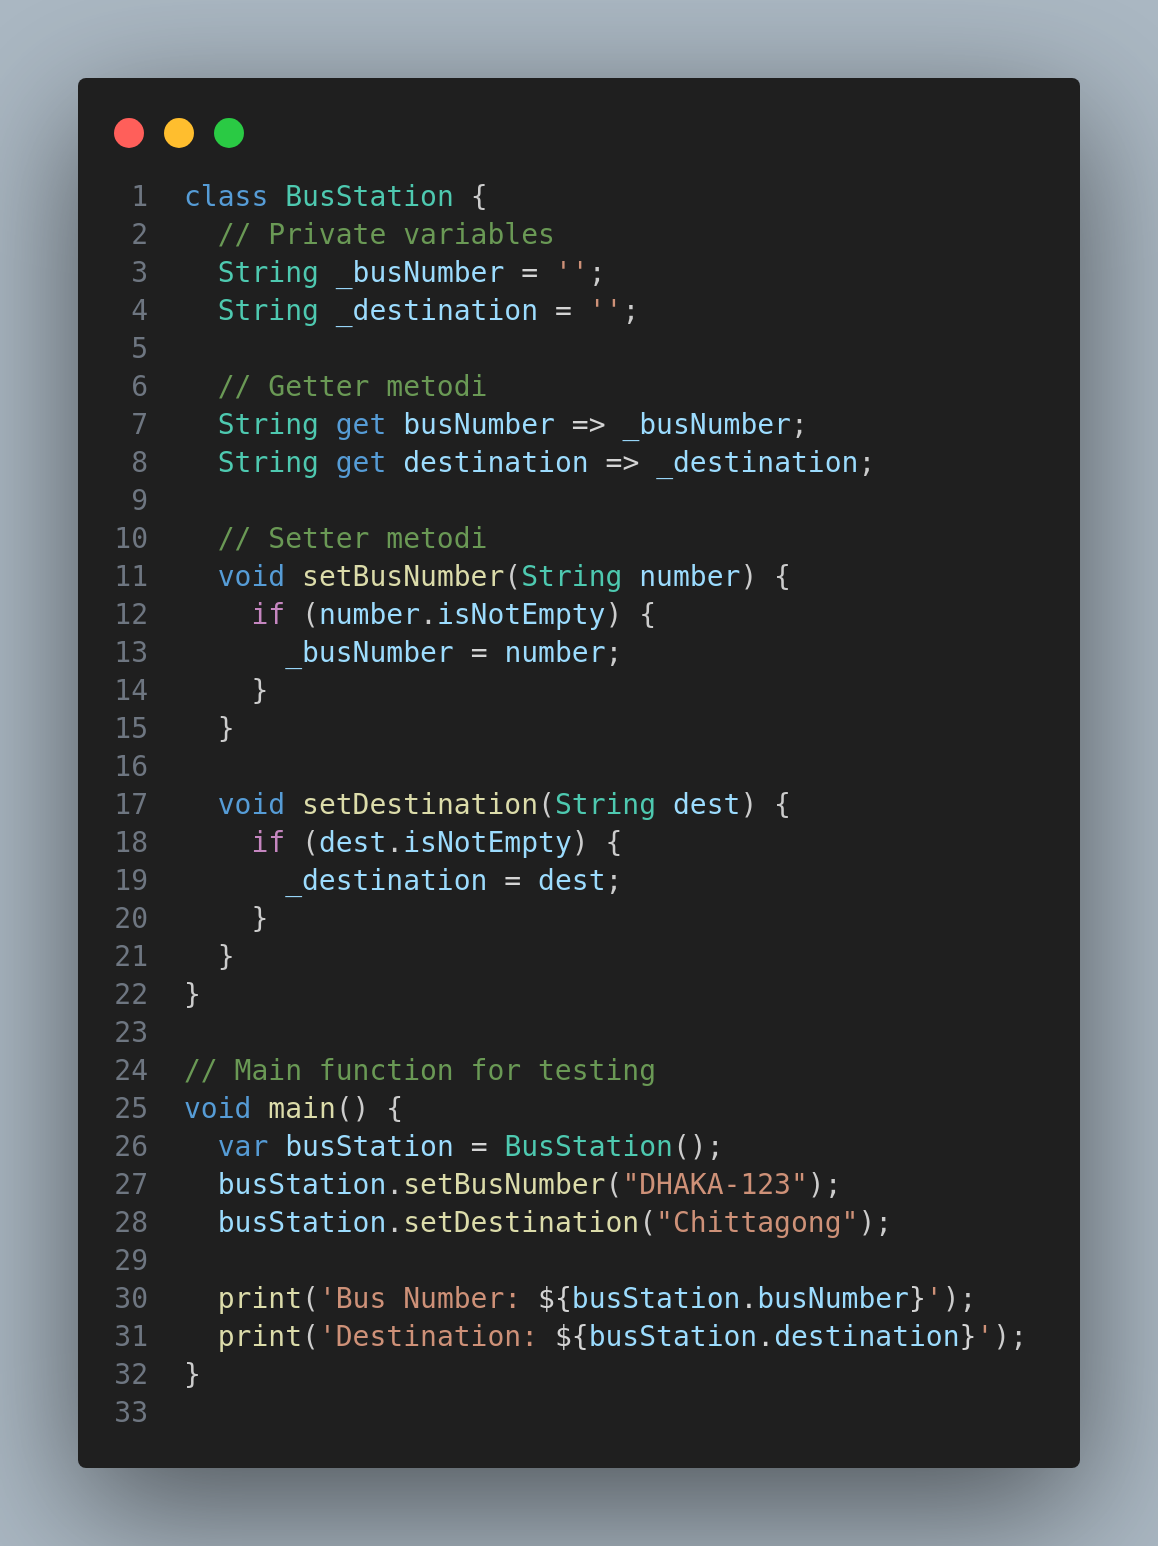 1 class BusStation {
2   // Private variables
3   String _busNumber = '';
4   String _destination = '';
5
6   // Getter metodi
7   String get busNumber => _busNumber;
8   String get destination => _destination;
9
10   // Setter metodi
11   void setBusNumber(String number) {
12     if (number.isNotEmpty) {
13       _busNumber = number;
14     }
15   }
16
17   void setDestination(String dest) {
18     if (dest.isNotEmpty) {
19       _destination = dest;
20     }
21   }
22 }
23
24 // Main function for testing
25 void main() {
26   var busStation = BusStation();
27   busStation.setBusNumber("DHAKA-123");
28   busStation.setDestination("Chittagong");
29
30   print('Bus Number: ${busStation.busNumber}');
31   print('Destination: ${busStation.destination}');
32 }
33